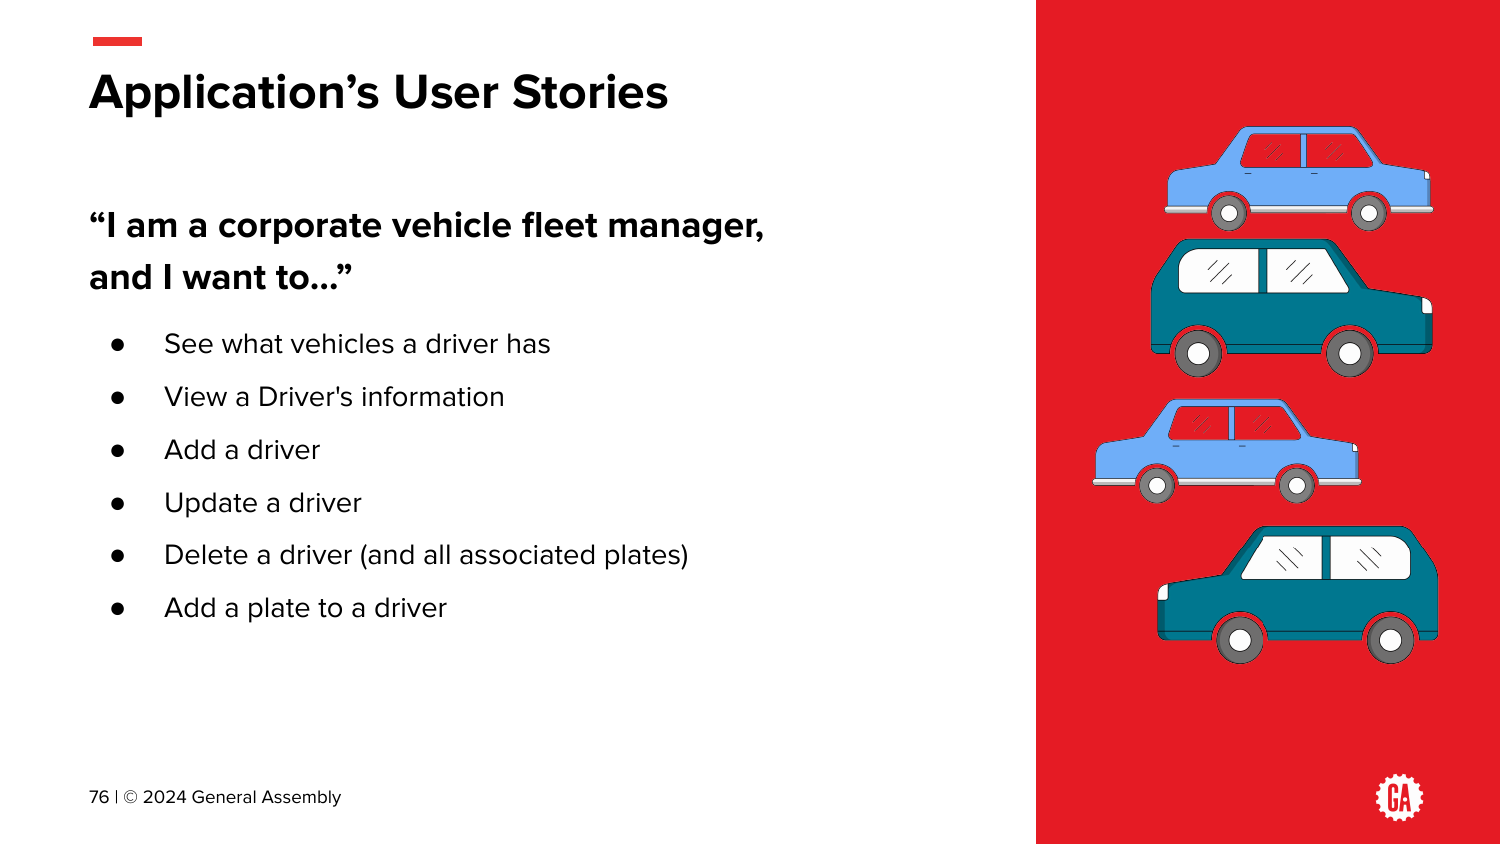 Application’s User Stories
“I am a corporate vehicle fleet manager,
and I want to...”
● See what vehicles a driver has
● View a Driver's information
● Add a driver
● Update a driver
● Delete a driver (and all associated plates)
● Add a plate to a driver
76 | © 2024 General Assembly
GA